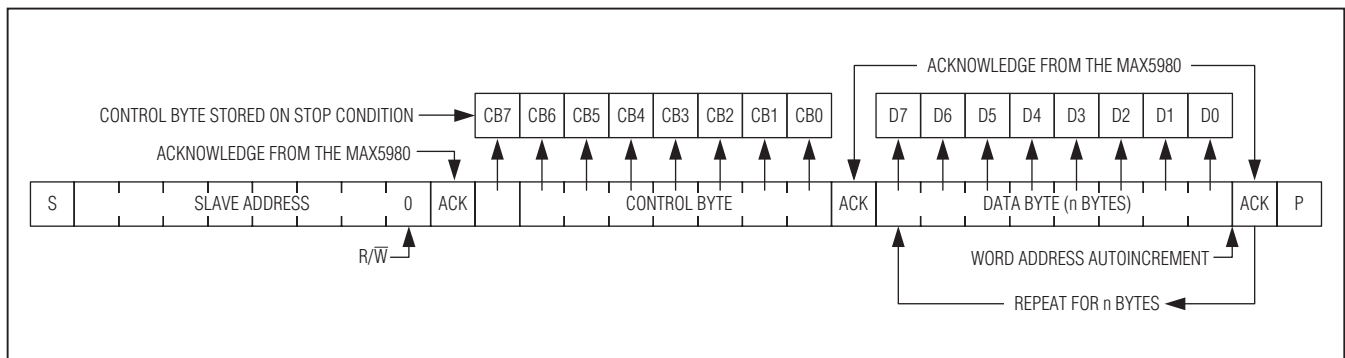 ACKNOWLEDGE FROM THE MAX5980
CONTROL BYTE STORED ON STOP CONDITION
CB7 CB6 CB5 CB4 CB3 CB2 CB1 CB0
D7 D6 D5 D4 D3 D2 D1 D0
ACKNOWLEDGE FROM THE MAX5980
S SLAVE ADDRESS 0 ACK CONTROL BYTE ACK DATA BYTE (n BYTES) ACK P
R/W̅
WORD ADDRESS AUTOINCREMENT
REPEAT FOR n BYTES